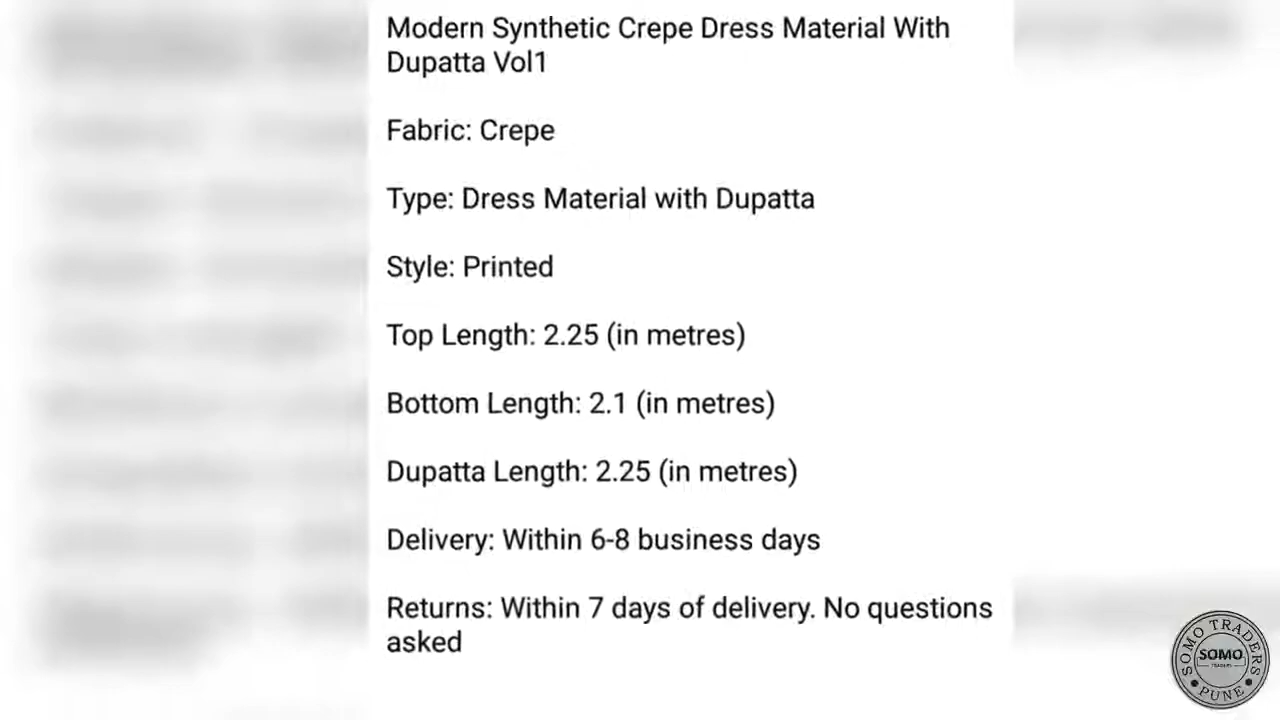 Modern Synthetic Crepe Dress Material With
Dupatta Vol1
Fabric: Crepe
Type: Dress Material with Dupatta
Style: Printed
Top Length: 2.25 (in metres)
Bottom Length: 2.1 (in metres)
Dupatta Length: 2.25 (in metres)
Delivery: Within 6-8 business days
Returns: Within 7 days of delivery. No questions
asked
SOMO TRADERS
SOMO
TRADERS
PUNE